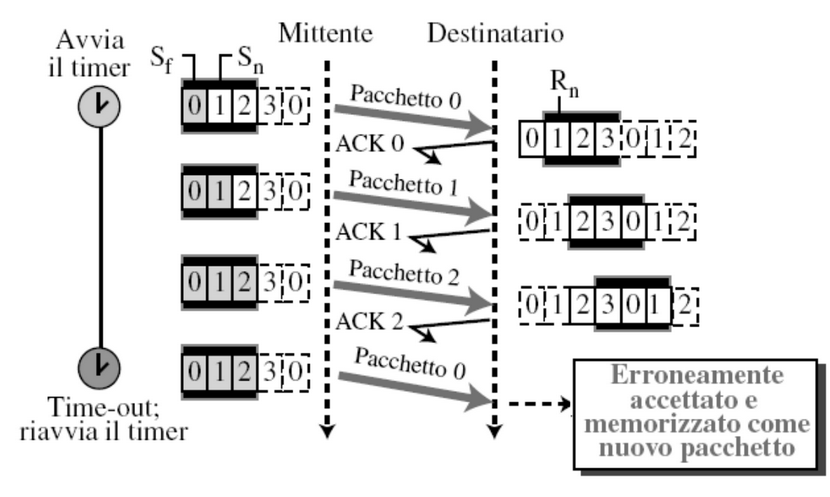 Avvia
il timer
Sf
Sn
Mittente
Destinatario
0 1 2 3 0
Pacchetto 0
Rn
0 1 2 3 0 1 2
ACK 0
0 1 2 3 0
Pacchetto 1
0 1 2 3 0 1 2
ACK 1
0 1 2 3 0
Pacchetto 2
0 1 2 3 0 1 2
ACK 2
0 1 2 3 0
Pacchetto 0
Time-out;
riavvia il timer
Erroneamente
accettato e
memorizzato come
nuovo pacchetto